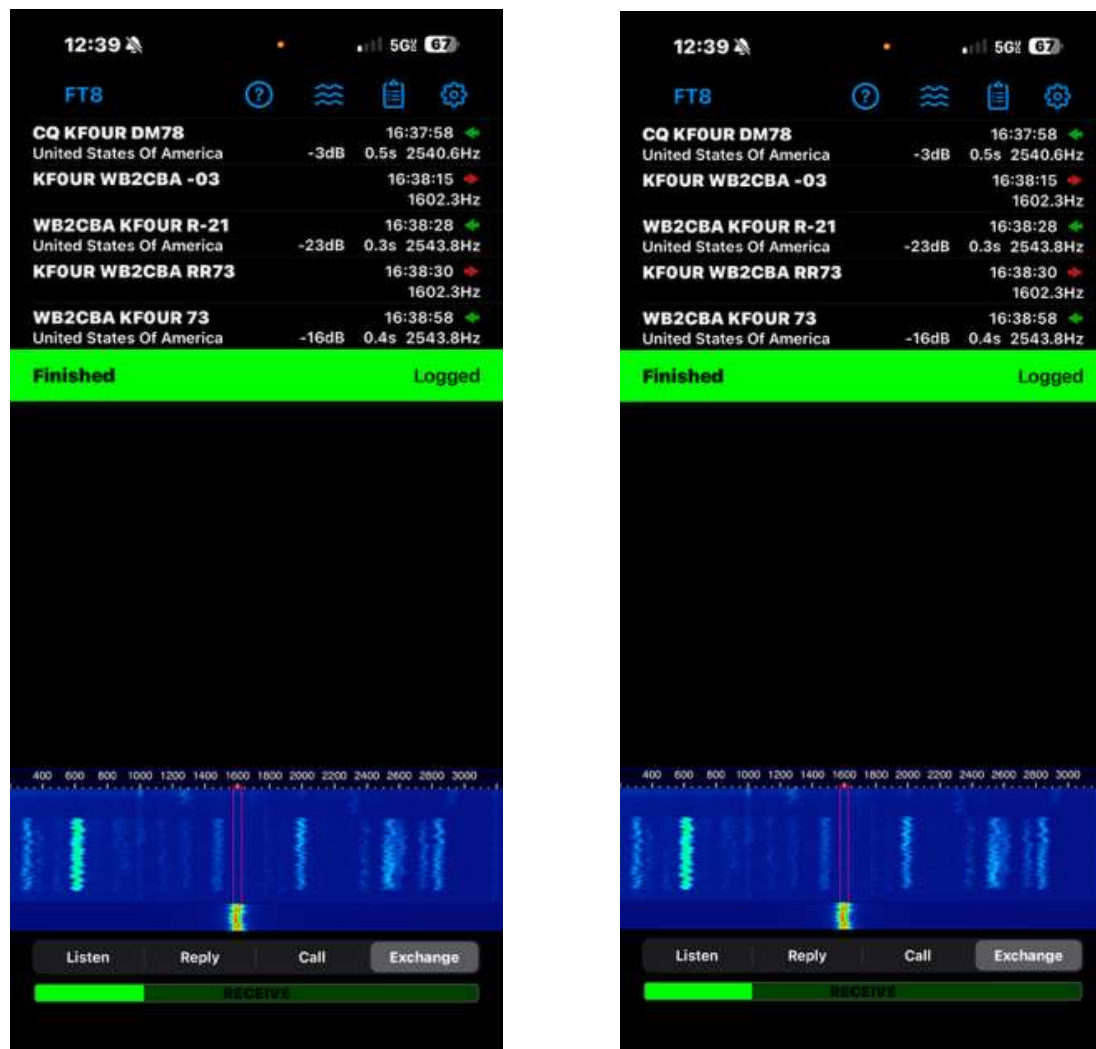 12:39 5G 67
FT8
CQ KF0UR DM78 16:37:58
United States Of America -3dB 0.5s 2540.6Hz
KF0UR WB2CBA -03 16:38:15
1602.3Hz
WB2CBA KF0UR R-21 16:38:28
United States Of America -23dB 0.3s 2543.8Hz
KF0UR WB2CBA RR73 16:38:30
1602.3Hz
WB2CBA KF0UR 73 16:38:58
United States Of America -16dB 0.4s 2543.8Hz
Finished Logged
400 600 800 1000 1200 1400 1600 1800 2000 2200 2400 2600 2800 3000
Listen Reply Call Exchange
RECEIVE
12:39 5G 67
FT8
CQ KF0UR DM78 16:37:58
United States Of America -3dB 0.5s 2540.6Hz
KF0UR WB2CBA -03 16:38:15
1602.3Hz
WB2CBA KF0UR R-21 16:38:28
United States Of America -23dB 0.3s 2543.8Hz
KF0UR WB2CBA RR73 16:38:30
1602.3Hz
WB2CBA KF0UR 73 16:38:58
United States Of America -16dB 0.4s 2543.8Hz
Finished Logged
400 600 800 1000 1200 1400 1600 1800 2000 2200 2400 2600 2800 3000
Listen Reply Call Exchange
RECEIVE